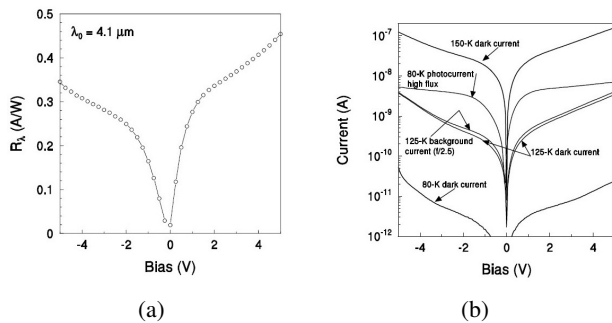 λ0 = 4.1 μm
Rλ (A/W)
0.5
0.4
0.3
0.2
0.1
0
-4
-2
0
2
4
Bias (V)
(a)
Current (A)
10-7
10-8
10-9
10-10
10-11
10-12
150-K dark current
80-K photocurrent
high flux
125-K background
current (f/2.5)
125-K dark current
80-K dark current
-4
-2
0
2
4
Bias (V)
(b)